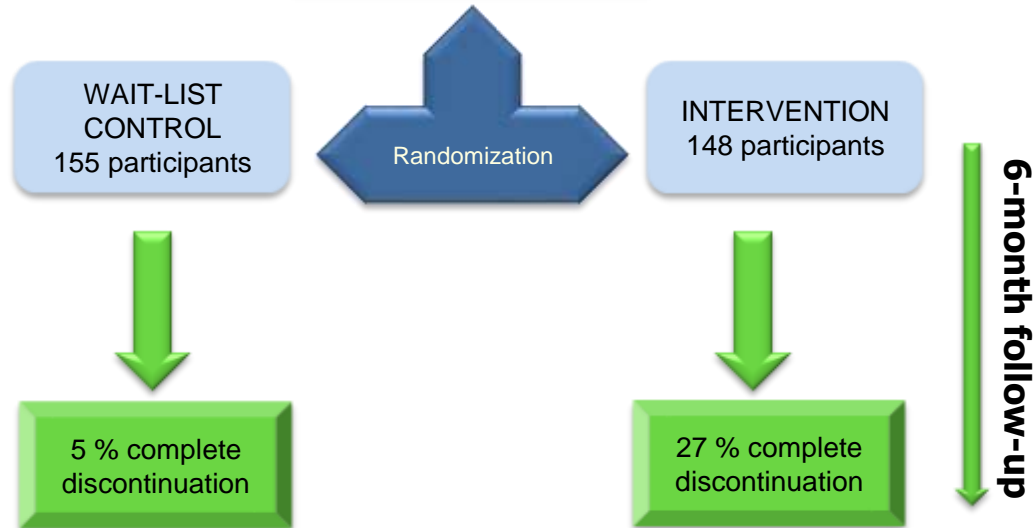 WAIT-LIST
CONTROL
155 participants
Randomization
INTERVENTION
148 participants
6-month follow-up
5 % complete
discontinuation
27 % complete
discontinuation